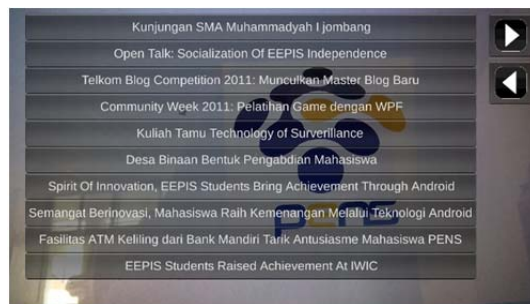 Kunjungan SMA Muhammadyah I jombang
Open Talk: Socialization Of EEPIS Independence
Telkom Blog Competition 2011: Munculkan Master Blog Baru
Community Week 2011: Pelatihan Game dengan WPF
Kuliah Tamu Technology of Surverillance
Desa Binaan Bentuk Pengabdian Mahasiswa
Spirit Of Innovation, EEPIS Students Bring Achievement Through Android
Semangat Berinovasi, Mahasiswa Raih Kemenangan Melalui Teknologi Android
PENS
Fasilitas ATM Keliling dari Bank Mandiri Tarik Antusiasme Mahasiswa PENS
EEPIS Students Raised Achievement At IWIC